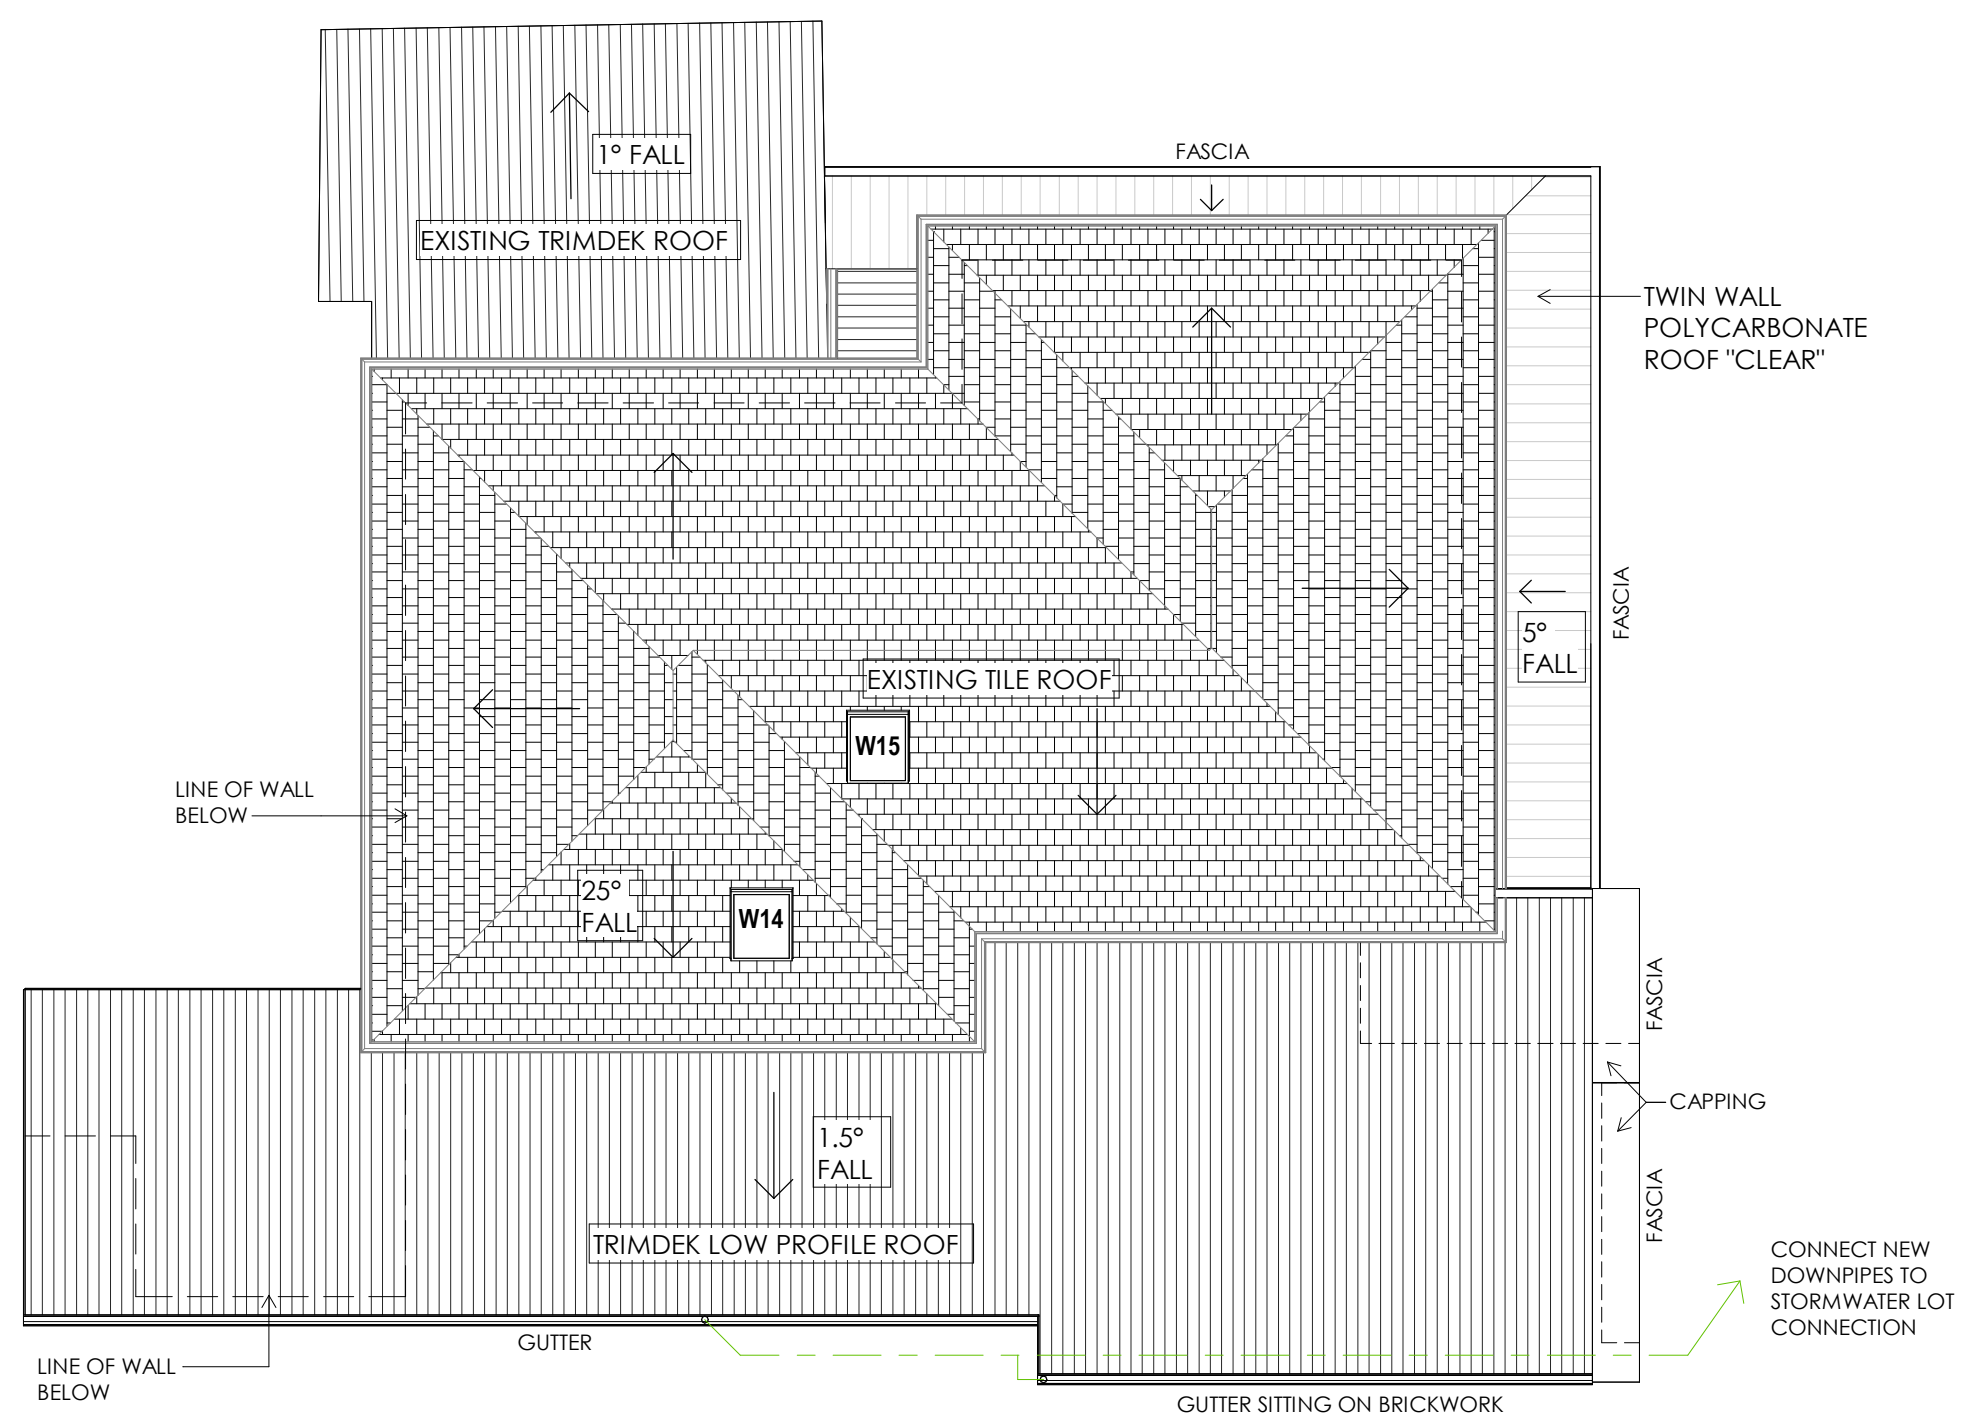 1° FALL
FASCIA
EXISTING TRIMDEK ROOF
TWIN WALL
POLYCARBONATE
ROOF "CLEAR"
FASCIA
5°
FALL
EXISTING TILE ROOF
W15
LINE OF WALL
BELOW
25°
FALL
W14
FASCIA
CAPPING
1.5°
FALL
FASCIA
TRIMDEK LOW PROFILE ROOF
CONNECT NEW
DOWNPIPES TO
STORMWATER LOT
CONNECTION
GUTTER
LINE OF WALL
BELOW
GUTTER SITTING ON BRICKWORK